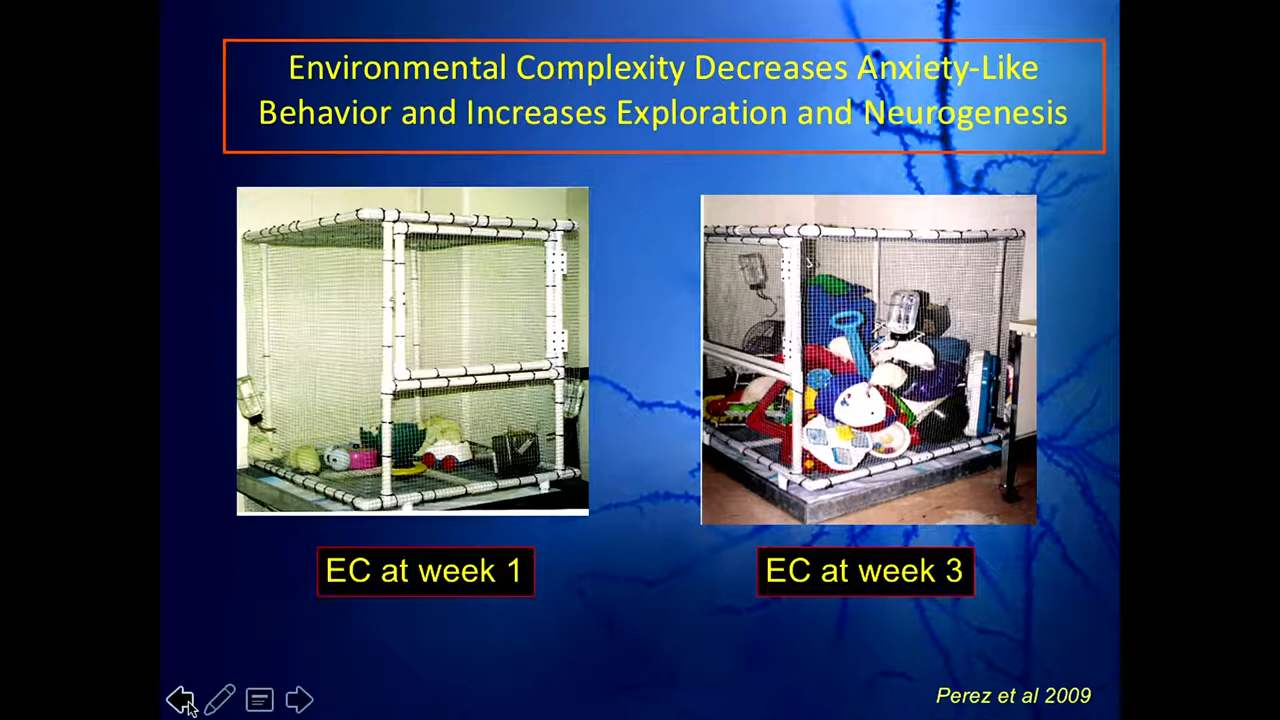 Environmental Complexity Decreases Anxiety-Like
Behavior and Increases Exploration and Neurogenesis
EC at week 1
EC at week 3
Perez et al 2009